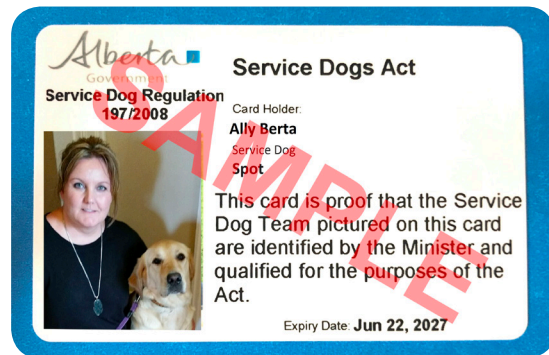 Alberta
Government
Service Dog Regulation
197/2008
Service Dogs Act
Card Holder:
Ally Berta
Service Dog
Spot
This card is proof that the Service
Dog Team pictured on this card
are identified by the Minister and
qualified for the purposes of the
Act.
Expiry Date: Jun 22, 2027
SAMPLE